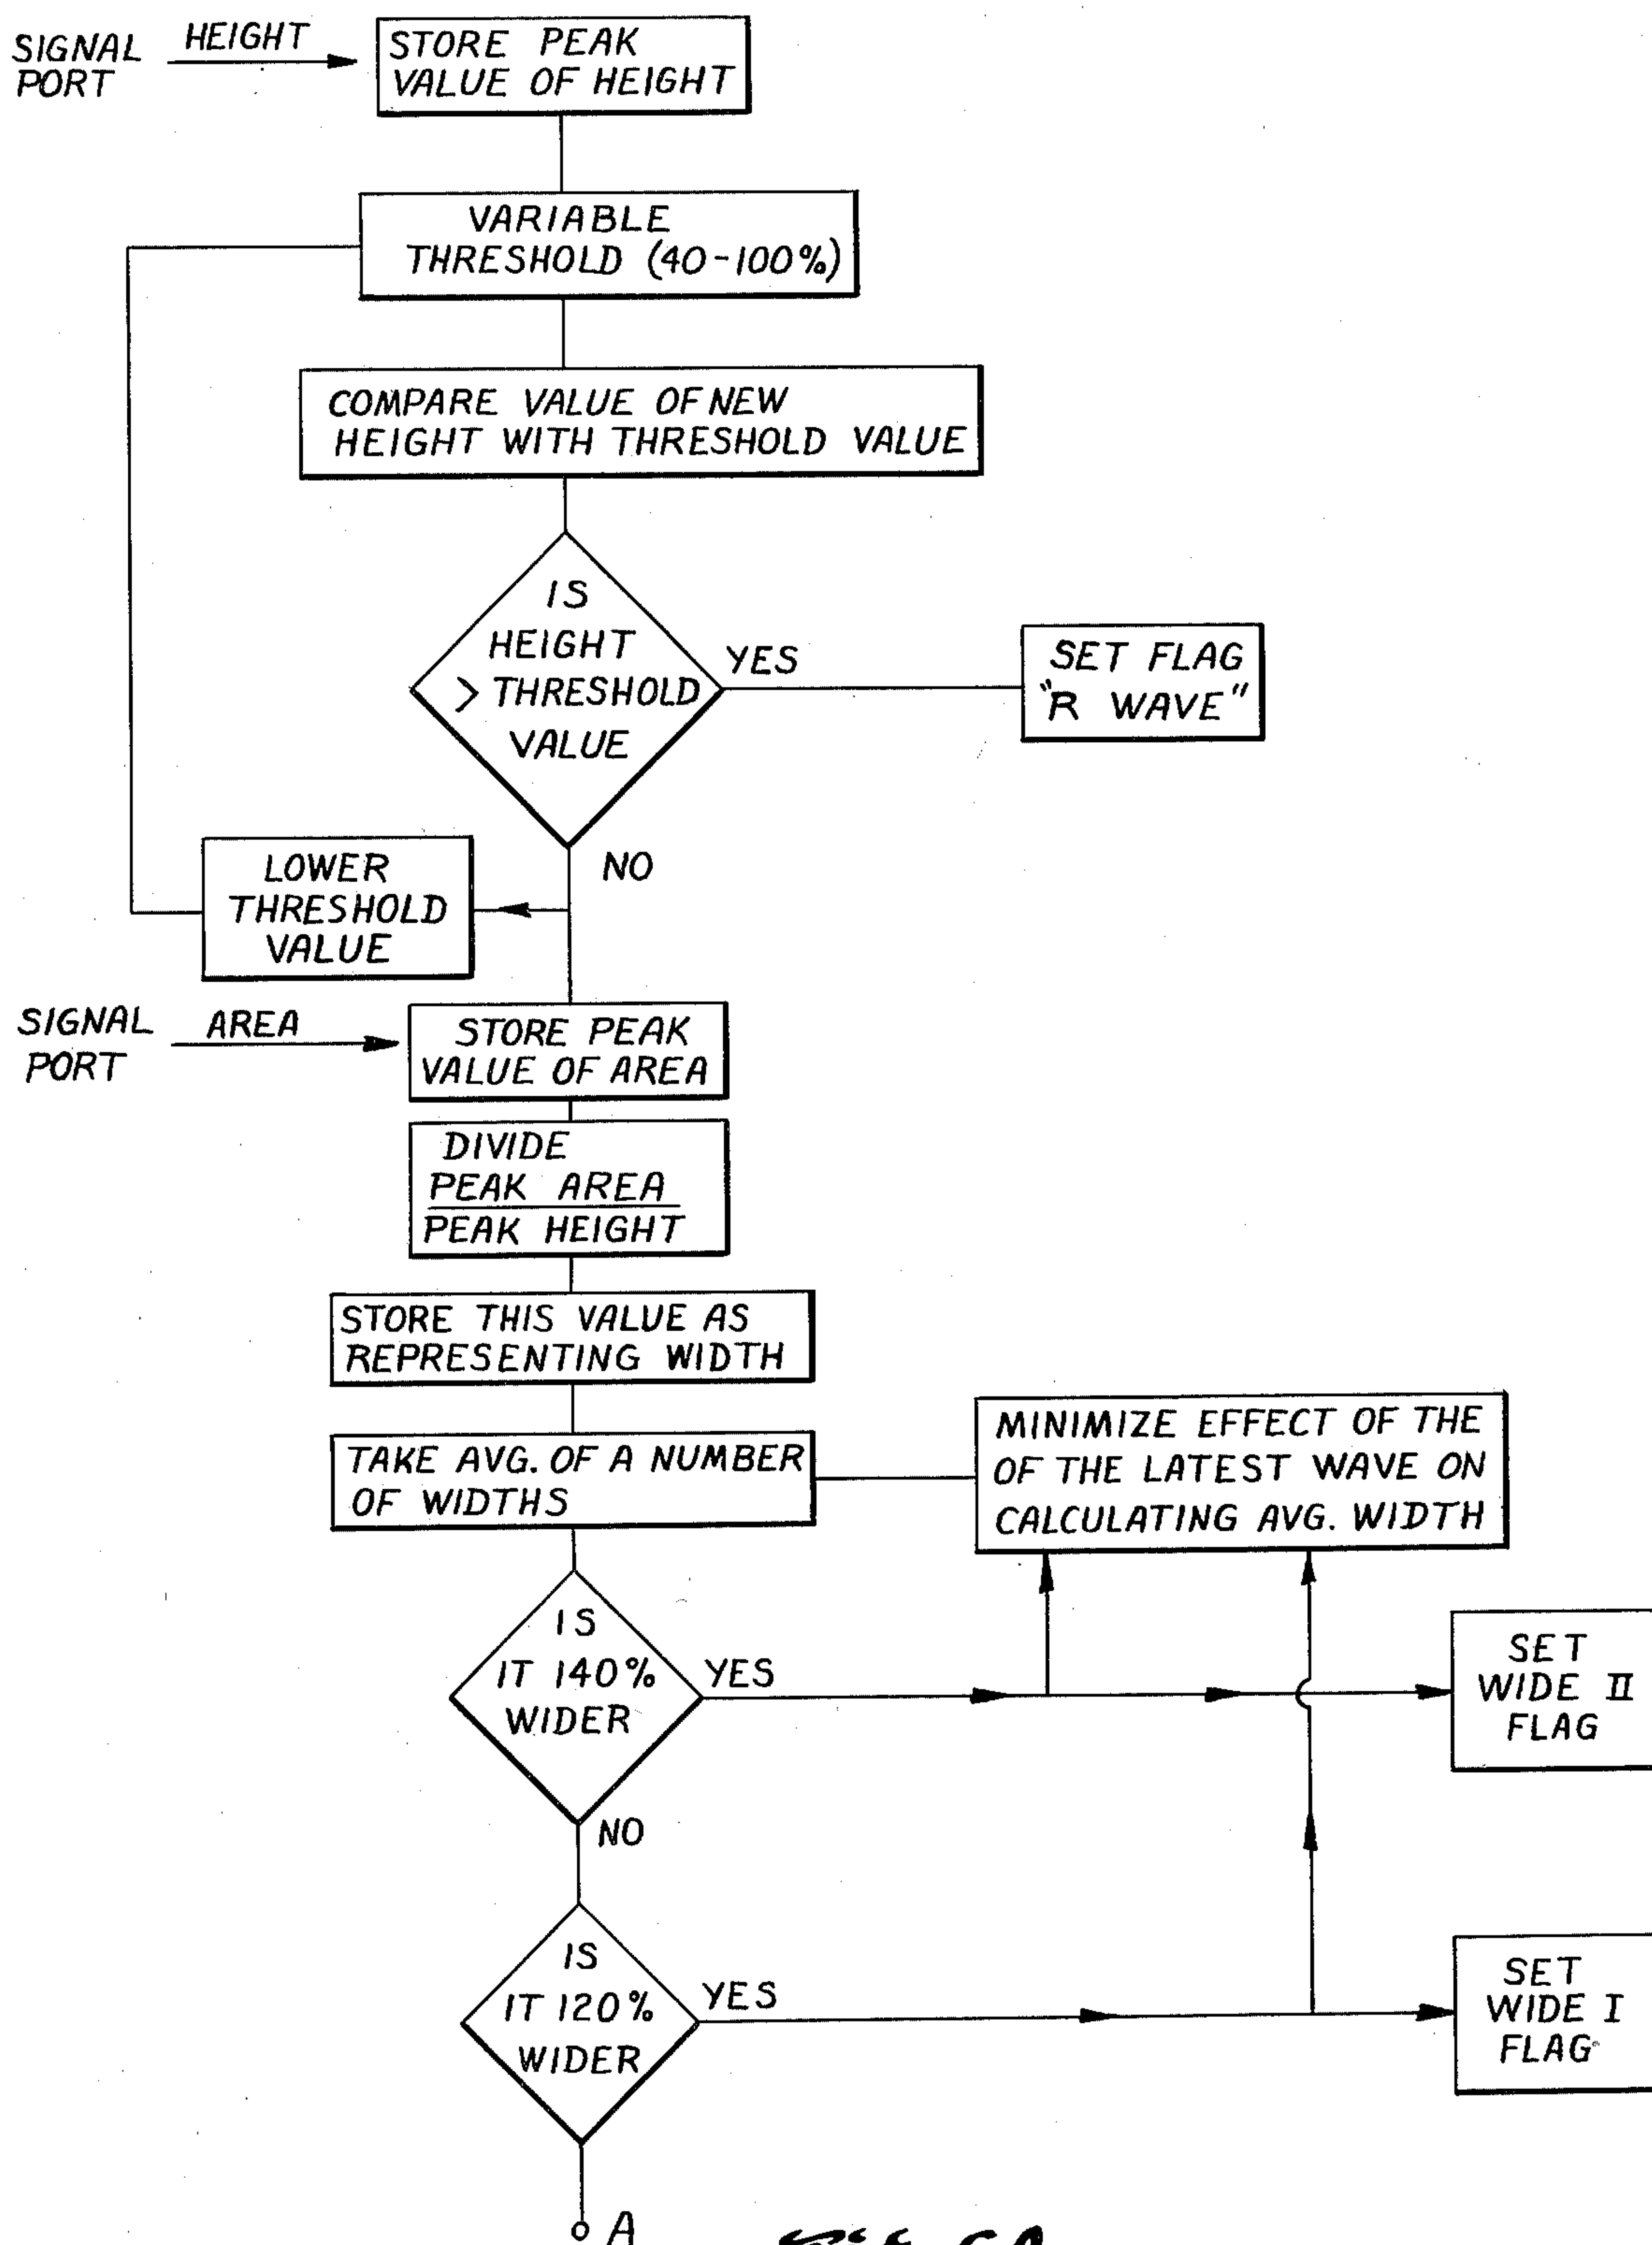 SIGNAL
PORT
HEIGHT
STORE PEAK
VALUE OF HEIGHT
VARIABLE
THRESHOLD (40-100%)
COMPARE VALUE OF NEW
HEIGHT WITH THRESHOLD VALUE
IS
HEIGHT
> THRESHOLD
VALUE
YES
SET FLAG
"R WAVE"
NO
LOWER
THRESHOLD
VALUE
SIGNAL
PORT
AREA
STORE PEAK
VALUE OF AREA
DIVIDE
PEAK AREA
PEAK HEIGHT
STORE THIS VALUE AS
REPRESENTING WIDTH
TAKE AVG. OF A NUMBER
OF WIDTHS
MINIMIZE EFFECT OF THE
OF THE LATEST WAVE ON
CALCULATING AVG. WIDTH
IS
IT 140%
WIDER
YES
SET
WIDE II
FLAG
NO
IS
IT 120%
WIDER
YES
SET
WIDE I
FLAG
A